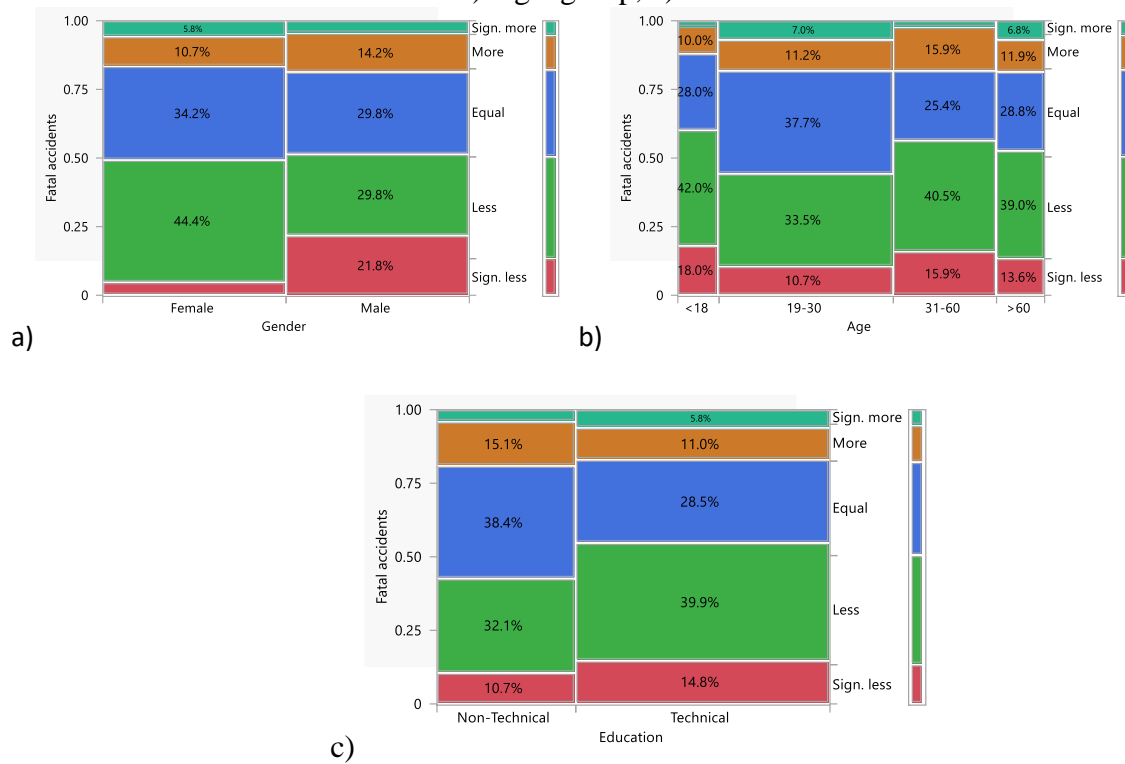 1.00
0.75
0.50
0.25
0
Fatal accidents
5.8%
10.7%
14.2%
34.2%
29.8%
44.4%
29.8%
21.8%
Sign. more
More
Equal
Less
Sign. less
Female
Male
Gender
a)
1.00
0.75
0.50
0.25
0
Fatal accidents
10.0%
7.0%
11.2%
15.9%
6.8%
11.9%
28.0%
37.7%
25.4%
28.8%
42.0%
33.5%
40.5%
39.0%
18.0%
10.7%
15.9%
13.6%
Sign. more
More
Equal
Less
Sign. less
<18
19-30
31-60
>60
Age
b)
1.00
0.75
0.50
0.25
0
Fatal accidents
5.8%
15.1%
11.0%
38.4%
28.5%
32.1%
39.9%
10.7%
14.8%
Sign. more
More
Equal
Less
Sign. less
Non-Technical
Technical
Education
c)